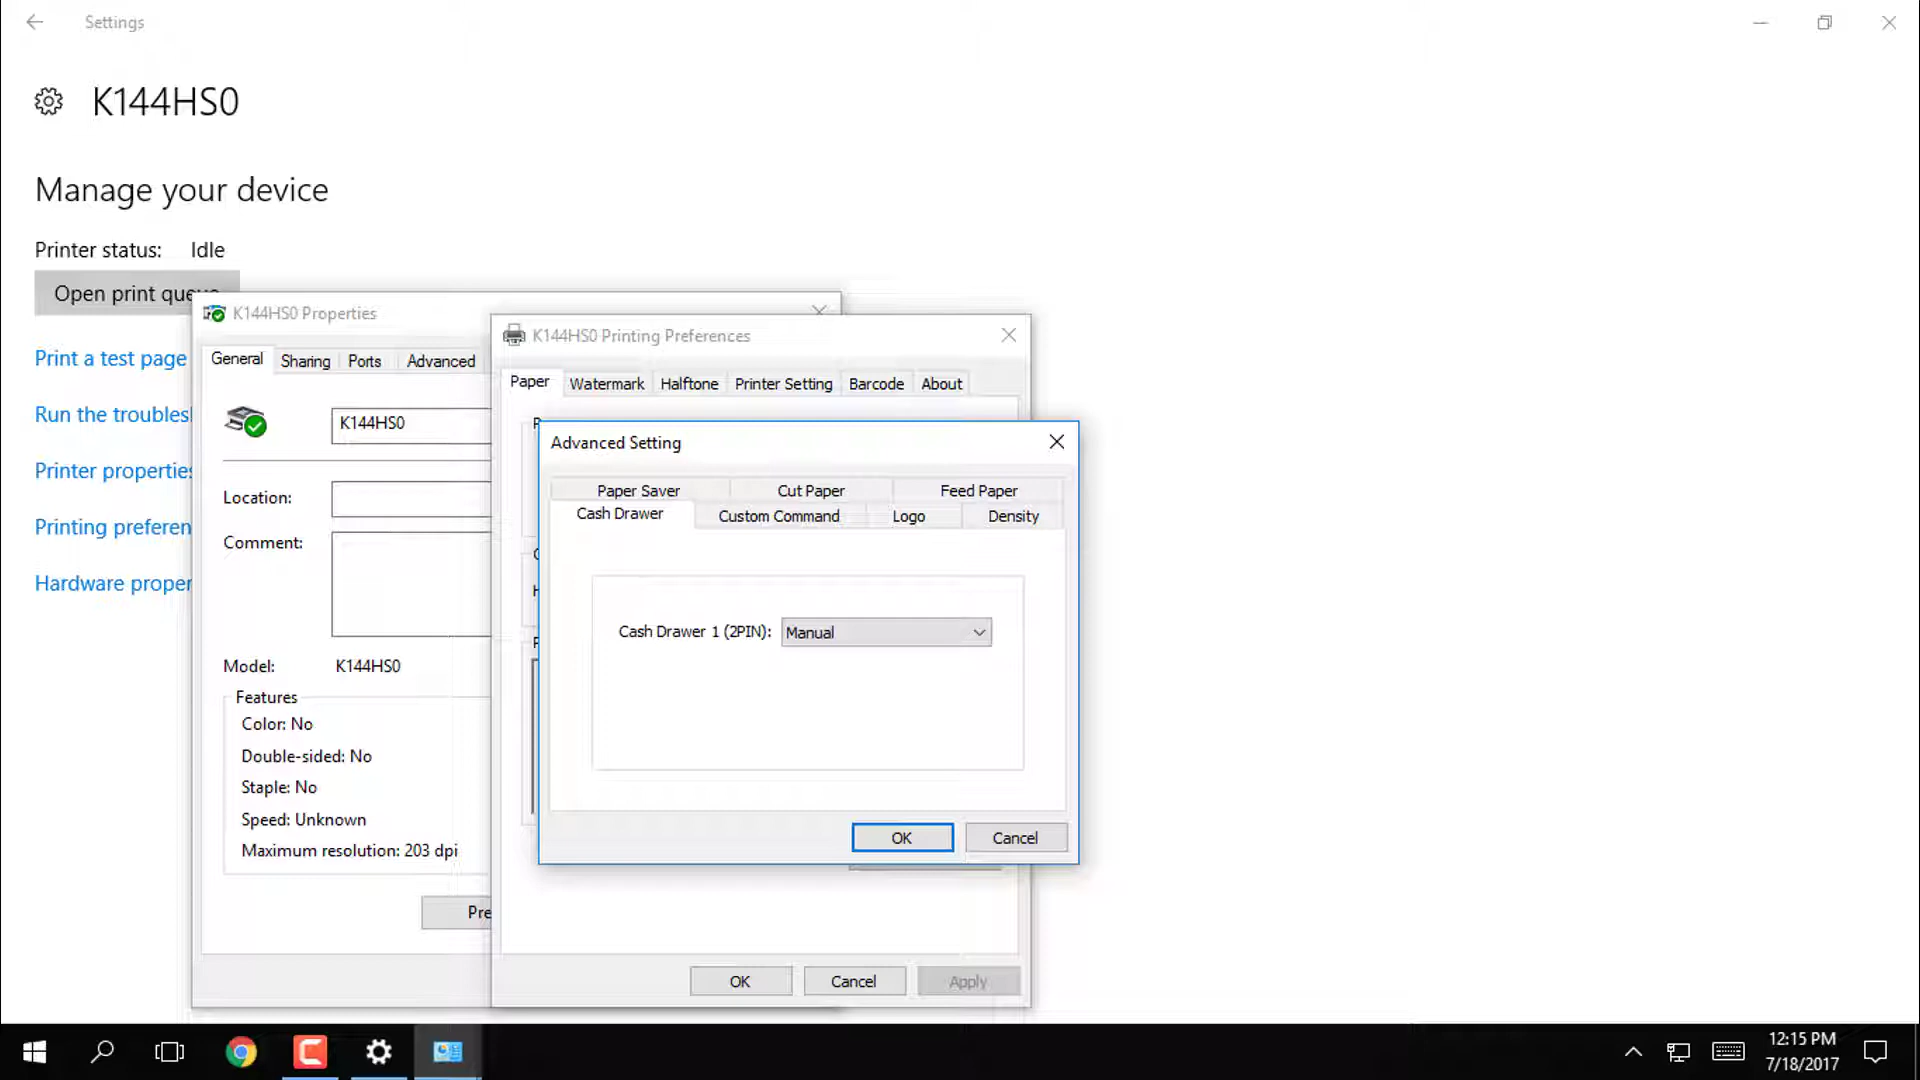 Settings
K144HS0
Manage your device
Printer status: Idle
Open print queue
Print a test page
Run the troubles
Printer properties
Printing preferen
Hardware proper
K144HS0 Properties
General Sharing Ports Advanced
K144HS0
Location:
Comment:
Model: K144HS0
Features
Color: No
Double-sided: No
Staple: No
Speed: Unknown
Maximum resolution: 203 dpi
Pre
K144HS0 Printing Preferences
Paper Watermark Halftone Printer Setting Barcode About
Advanced Setting
Paper Saver Cut Paper Feed Paper
Cash Drawer Custom Command Logo Density
Cash Drawer 1 (2PIN): Manual
OK Cancel
OK Cancel Apply
12:15 PM
7/18/2017